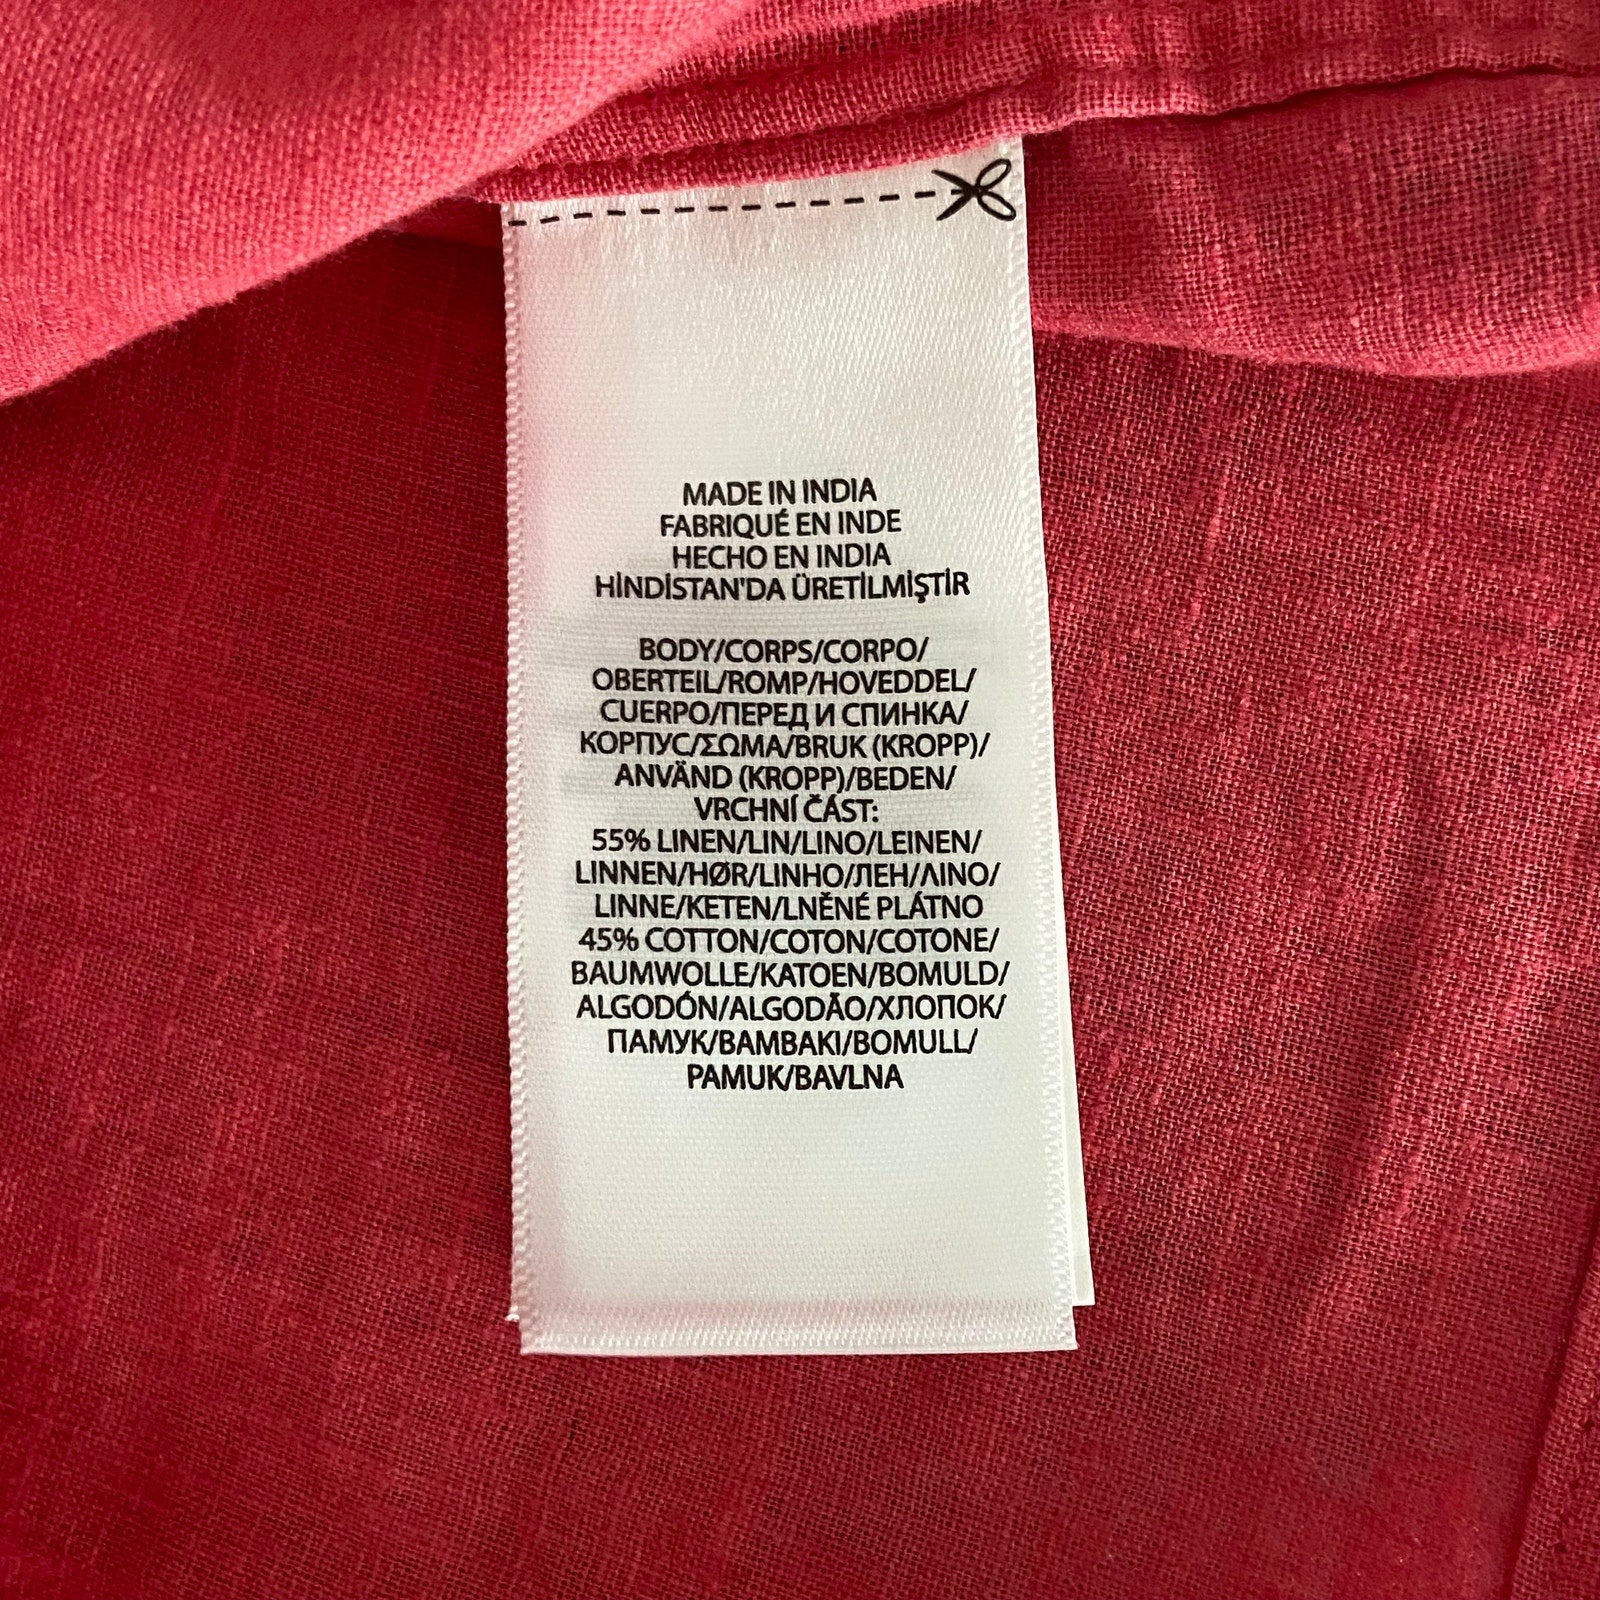 MADE IN INDIA
FABRIQUÉ EN INDE
HECHO EN INDIA
HİNDİSTAN'DA ÜRETİLMİŞTİR
BODY/CORPS/CORPO/
OBERTEIL/ROMP/HOVEDDEL/
CUERPO/ПЕРЕД И СПИНКА/
КОРПУС/ΣΩΜΑ/BRUK (KROPP)/
ANVÄND (KROPP)/BEDEN/
VRCHNÍ ČÁST:
55% LINEN/LIN/LINO/LEINEN/
LINNEN/HØR/LINHO/ЛЕН/ΛΙΝΟ/
LINNE/KETEN/LNĚNÉ PLÁTNO
45% COTTON/COTON/COTONE/
BAUMWOLLE/KATOEN/BOMULD/
ALGODÓN/ALGODÃO/ХЛОПОК/
ПАМУК/ΒΑΜΒΑΚΙ/BOMULL/
PAMUK/BAVLNA